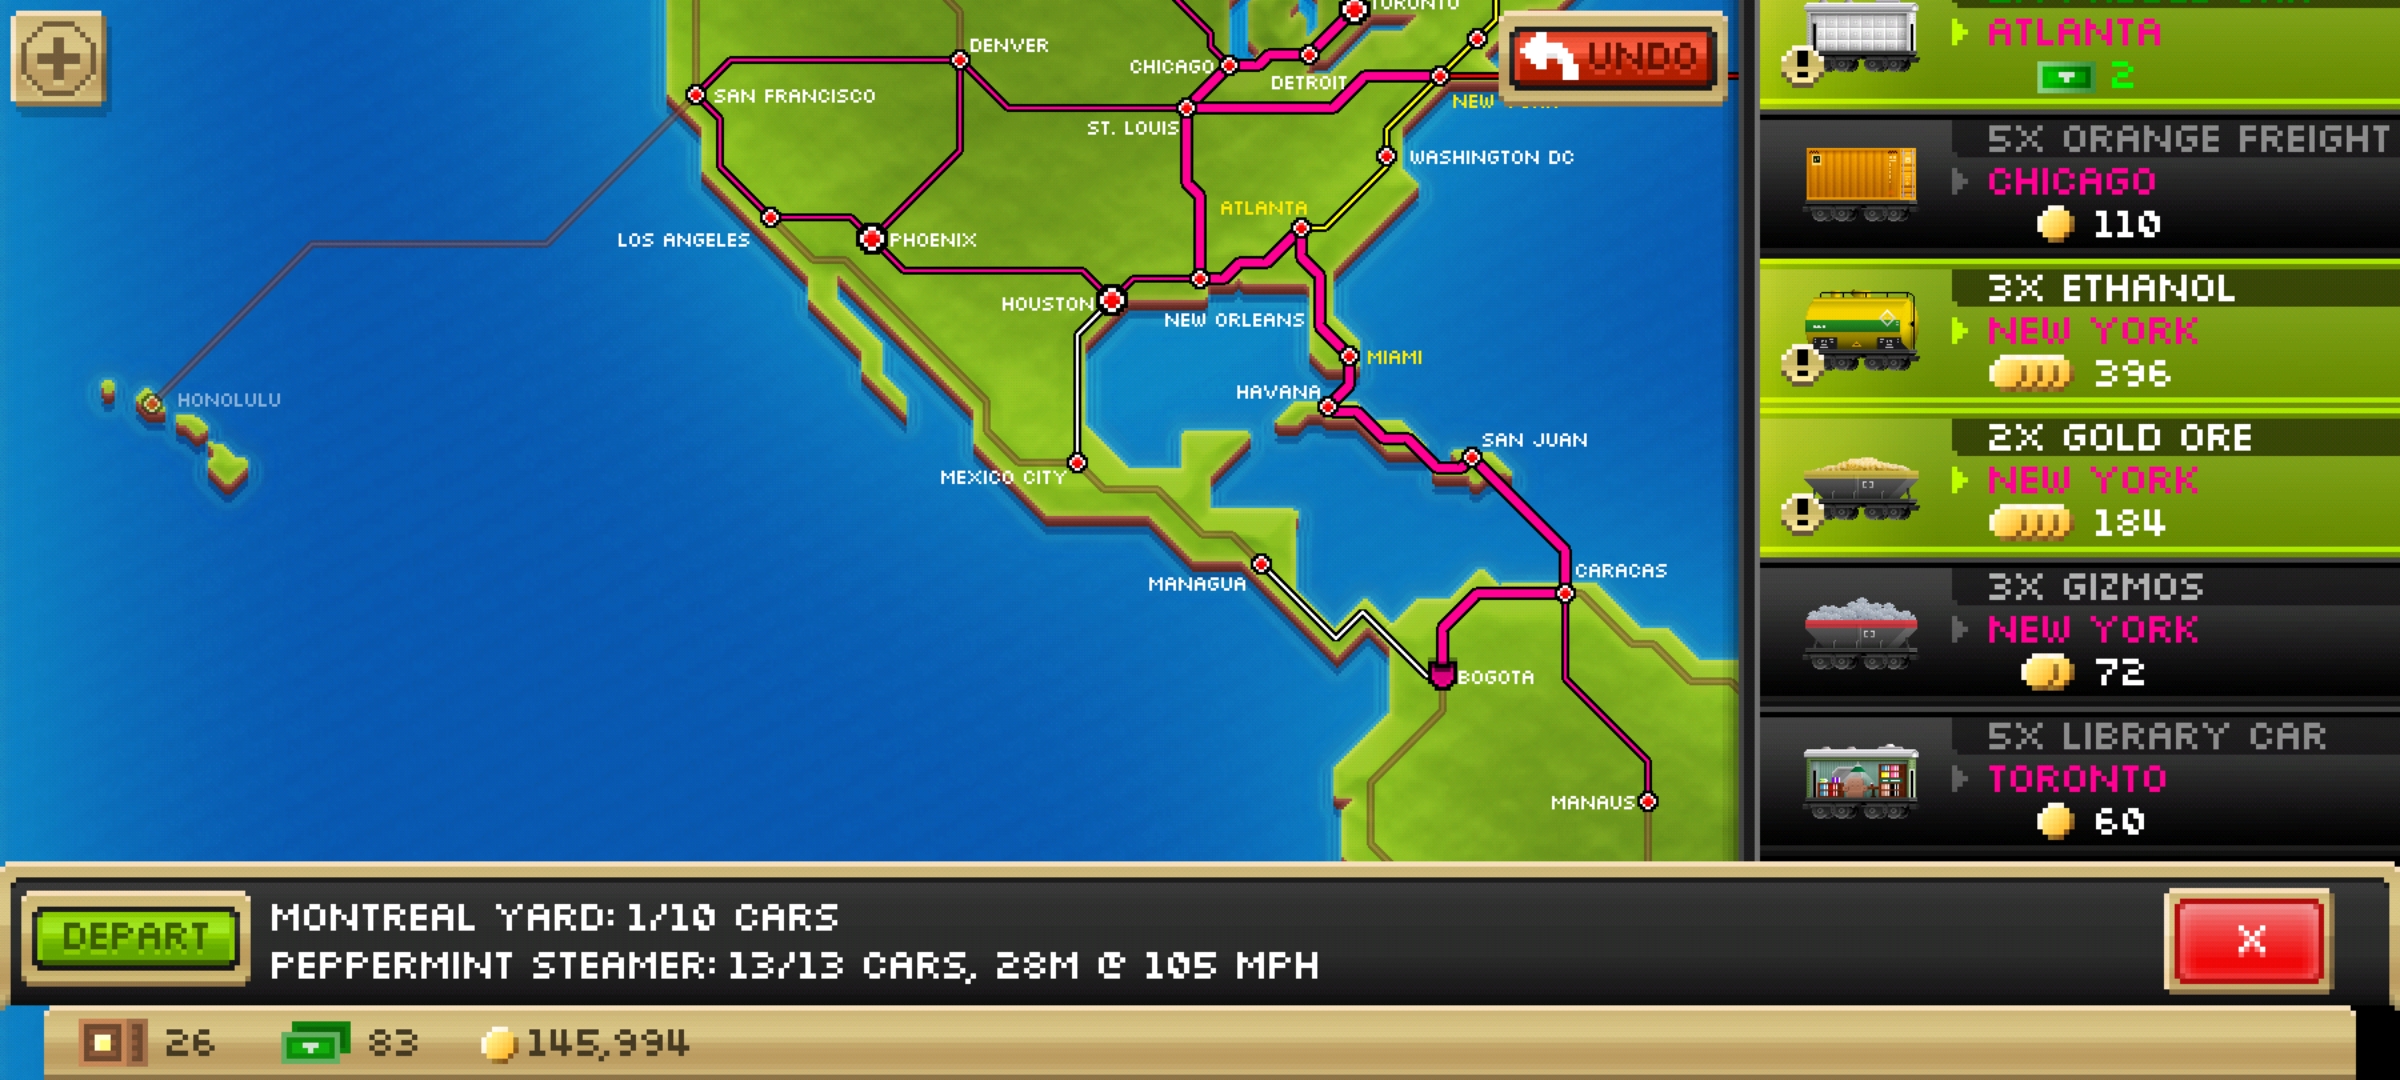 TORONTO
DENVER
CHICAGO
DETROIT
UNDO
SAN FRANCISCO
NEW
ST. LOUIS
WASHINGTON DC
ATLANTA
LOS ANGELES
PHOENIX
HOUSTON
NEW ORLEANS
MIAMI
HAVANA
HONOLULU
SAN JUAN
MEXICO CITY
MANAGUA
CARACAS
BOGOTA
MANAUS
ATLANTA
2
5X ORANGE FREIGHT
CHICAGO
110
3X ETHANOL
NEW YORK
396
2X GOLD ORE
NEW YORK
184
3X GIZMOS
NEW YORK
72
5X LIBRARY CAR
TORONTO
60
DEPART
MONTREAL YARD: 1/10 CARS
PEPPERMINT STEAMER: 13/13 CARS, 28M @ 105 MPH
X
26
83
145,994